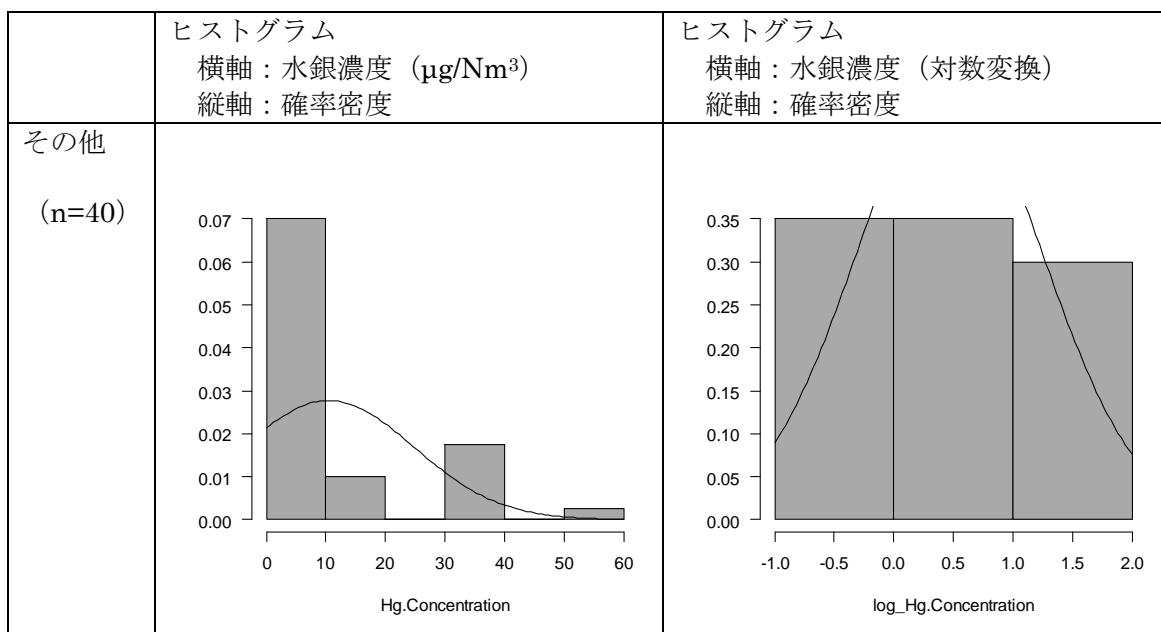 ヒストグラム
横軸：水銀濃度（µg/Nm³）
縦軸：確率密度
ヒストグラム
横軸：水銀濃度（対数変換）
縦軸：確率密度
その他
（n=40）
0.07
0.06
0.05
0.04
0.03
0.02
0.01
0.00
0 10 20 30 40 50 60
Hg.Concentration
0.35
0.30
0.25
0.20
0.15
0.10
0.05
0.00
-1.0 -0.5 0.0 0.5 1.0 1.5 2.0
log_Hg.Concentration